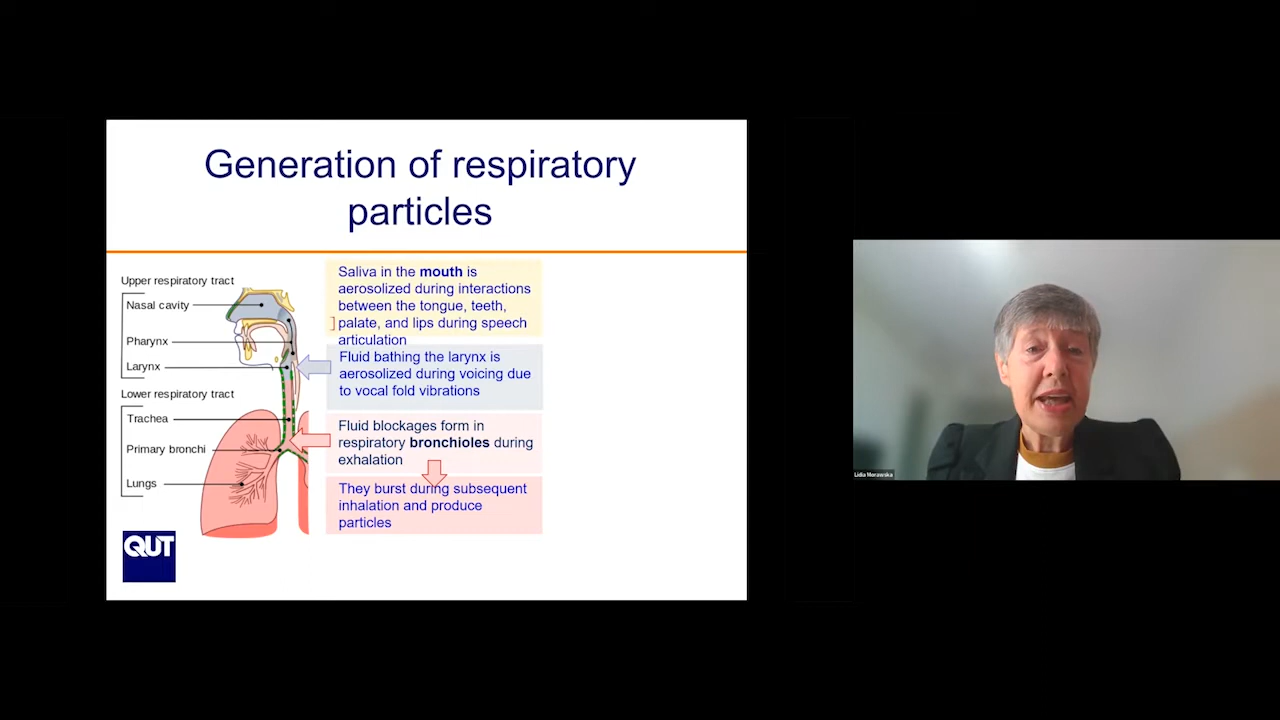 Generation of respiratory
particles
Upper respiratory tract
Nasal cavity
Pharynx
Larynx
Lower respiratory tract
Trachea
Primary bronchi
Lungs
Saliva in the mouth is
aerosolized during interactions
between the tongue, teeth,
palate, and lips during speech
articulation
Fluid bathing the larynx is
aerosolized during voicing due
to vocal fold vibrations
Fluid blockages form in
respiratory bronchioles during
exhalation
They burst during subsequent
inhalation and produce
particles
QUT
Lidia Morawska